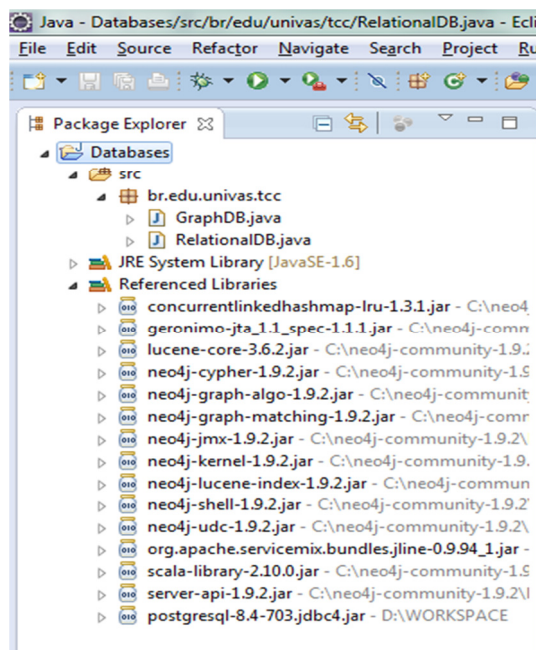 Java - Databases/src/br/edu/univas/tcc/RelationalDB.java - Ecli
File Edit Source Refactor Navigate Search Project Ru
Package Explorer
Databases
src
br.edu.univas.tcc
GraphDB.java
RelationalDB.java
JRE System Library [JavaSE-1.6]
Referenced Libraries
concurrentlinkedhashmap-lru-1.3.1.jar - C:\neo4
geronimo-jta_1.1_spec-1.1.1.jar - C:\neo4j-comm
lucene-core-3.6.2.jar - C:\neo4j-community-1.9.2
neo4j-cypher-1.9.2.jar - C:\neo4j-community-1.9
neo4j-graph-algo-1.9.2.jar - C:\neo4j-communit
neo4j-graph-matching-1.9.2.jar - C:\neo4j-comr
neo4j-jmx-1.9.2.jar - C:\neo4j-community-1.9.2\
neo4j-kernel-1.9.2.jar - C:\neo4j-community-1.9.
neo4j-lucene-index-1.9.2.jar - C:\neo4j-commun
neo4j-shell-1.9.2.jar - C:\neo4j-community-1.9.2
neo4j-udc-1.9.2.jar - C:\neo4j-community-1.9.2\
org.apache.servicemix.bundles.jline-0.9.94_1.jar -
scala-library-2.10.0.jar - C:\neo4j-community-1.9
server-api-1.9.2.jar - C:\neo4j-community-1.9.2\l
postgresql-8.4-703.jdbc4.jar - D:\WORKSPACE